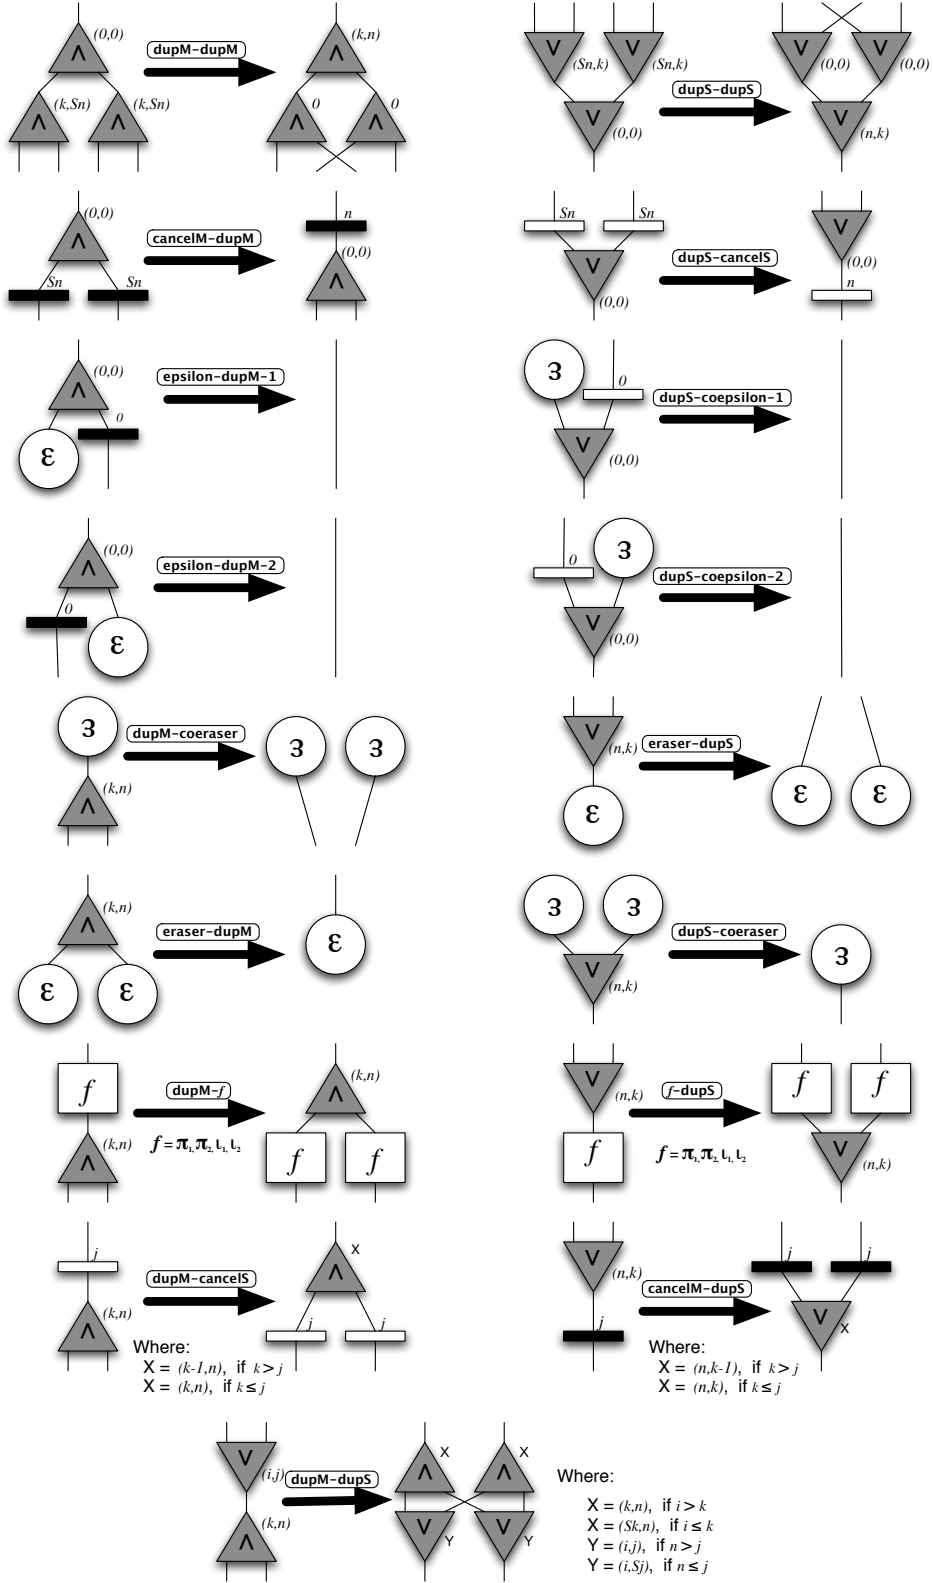 ∧ (0,0) dupM-dupM ∧ (k,n)
∧ (k,Sn) ∧ (k,Sn) ∧ 0 ∧ 0
∨ (Sn,k) ∨ (Sn,k) dupS-dupS ∨ (0,0) ∨ (0,0)
∨ (0,0) ∨ (n,k)
∧ (0,0) cancelM-dupM n
Sn Sn ∧ (0,0)
Sn Sn dupS-cancelS ∨ (0,0)
∨ (0,0) n
∧ (0,0) epsilon-dupM-1
ε 0
ɜ 0 dupS-coepsilon-1
∨ (0,0)
∧ (0,0) epsilon-dupM-2
0 ε
0 ɜ dupS-coepsilon-2
∨ (0,0)
ɜ dupM-coeraser ɜ ɜ
∧ (k,n)
∨ (n,k) eraser-dupS
ε ε ε
∧ (k,n) eraser-dupM ε
ε ε
ɜ ɜ dupS-coeraser ɜ
∨ (n,k)
f dupM-f ∧ (k,n)
∧ (k,n) f = π₁, π₂, ι₁, ι₂ f f
∨ (n,k) f-dupS f f
f f = π₁, π₂, ι₁, ι₂ ∨ (n,k)
j dupM-cancelS ∧ X
∧ (k,n) j j
Where:
X = (k-1,n), if k > j
X = (k,n), if k ≤ j
∨ (n,k) cancelM-dupS j j
j ∨ X
Where:
X = (n,k-1), if k > j
X = (n,k), if k ≤ j
∨ (i,j) dupM-dupS ∧ X ∧ X
∧ (k,n) ∨ Y ∨ Y
Where:
X = (k,n), if i > k
X = (Sk,n), if i ≤ k
Y = (i,j), if n > j
Y = (i,Sj), if n ≤ j